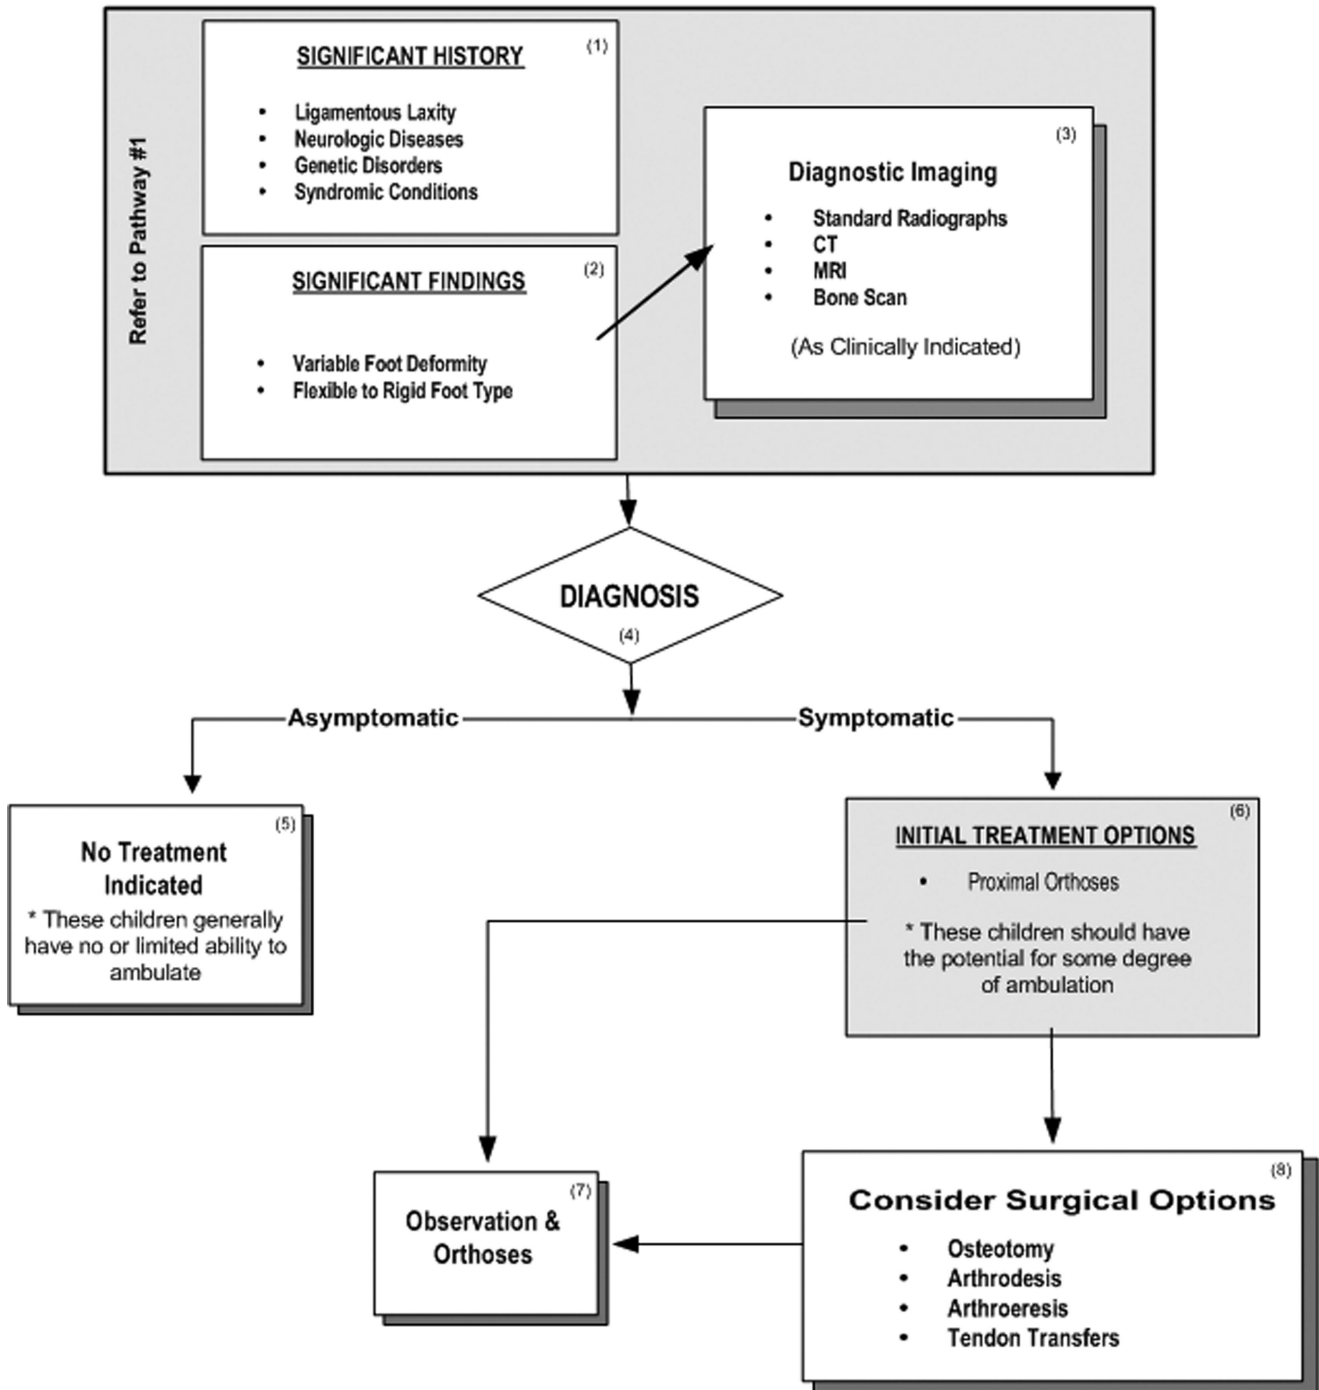 Refer to Pathway #1
(1)
SIGNIFICANT HISTORY
• Ligamentous Laxity
• Neurologic Diseases
• Genetic Disorders
• Syndromic Conditions
(2)
SIGNIFICANT FINDINGS
• Variable Foot Deformity
• Flexible to Rigid Foot Type
(3)
Diagnostic Imaging
• Standard Radiographs
• CT
• MRI
• Bone Scan
(As Clinically Indicated)
DIAGNOSIS
(4)
Asymptomatic
Symptomatic
(5)
No Treatment
Indicated
* These children generally
have no or limited ability to
ambulate
(6)
INITIAL TREATMENT OPTIONS
• Proximal Orthoses
* These children should have
the potential for some degree
of ambulation
(7)
Observation &
Orthoses
(8)
Consider Surgical Options
• Osteotomy
• Arthrodesis
• Arthroeresis
• Tendon Transfers